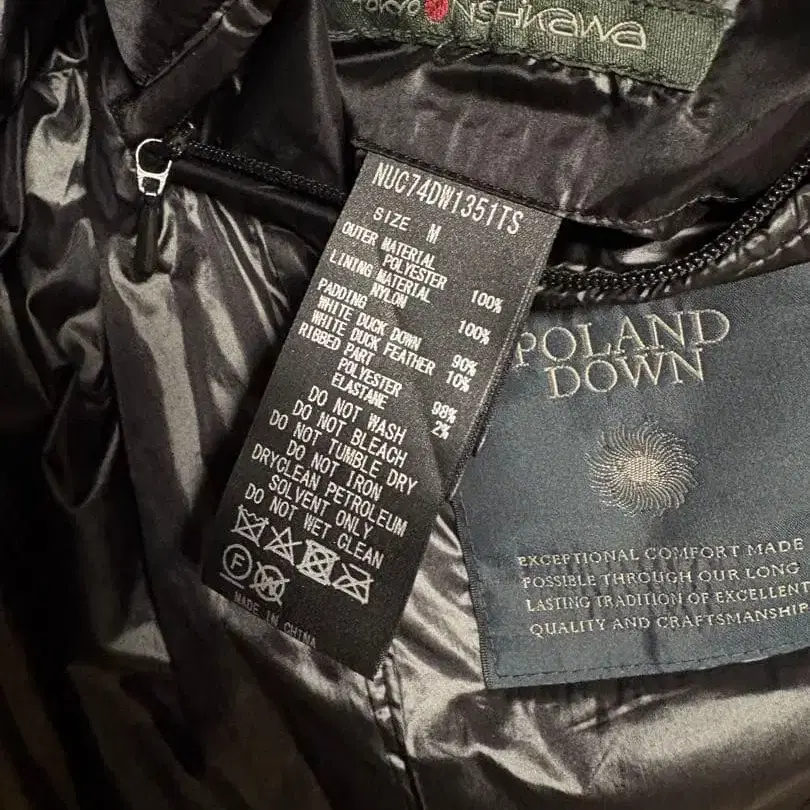 TOKYO NiSHiKaWa
NUC74DW1351TS
SIZE M
OUTER MATERIAL
POLYESTER 100%
LINING MATERIAL
NYLON 100%
PADDING
WHITE DUCK DOWN 90%
WHITE DUCK FEATHER 10%
RIBBED PART
POLYESTER 98%
ELASTANE 2%
DO NOT WASH
DO NOT BLEACH
DO NOT TUMBLE DRY
DO NOT IRON
DRYCLEAN PETROLEUM
SOLVENT ONLY
DO NOT WET CLEAN
F
W
MADE IN CHINA
POLAND
DOWN
EXCEPTIONAL COMFORT MADE
POSSIBLE THROUGH OUR LONG
LASTING TRADITION OF EXCELLENT
QUALITY AND CRAFTSMANSHIP